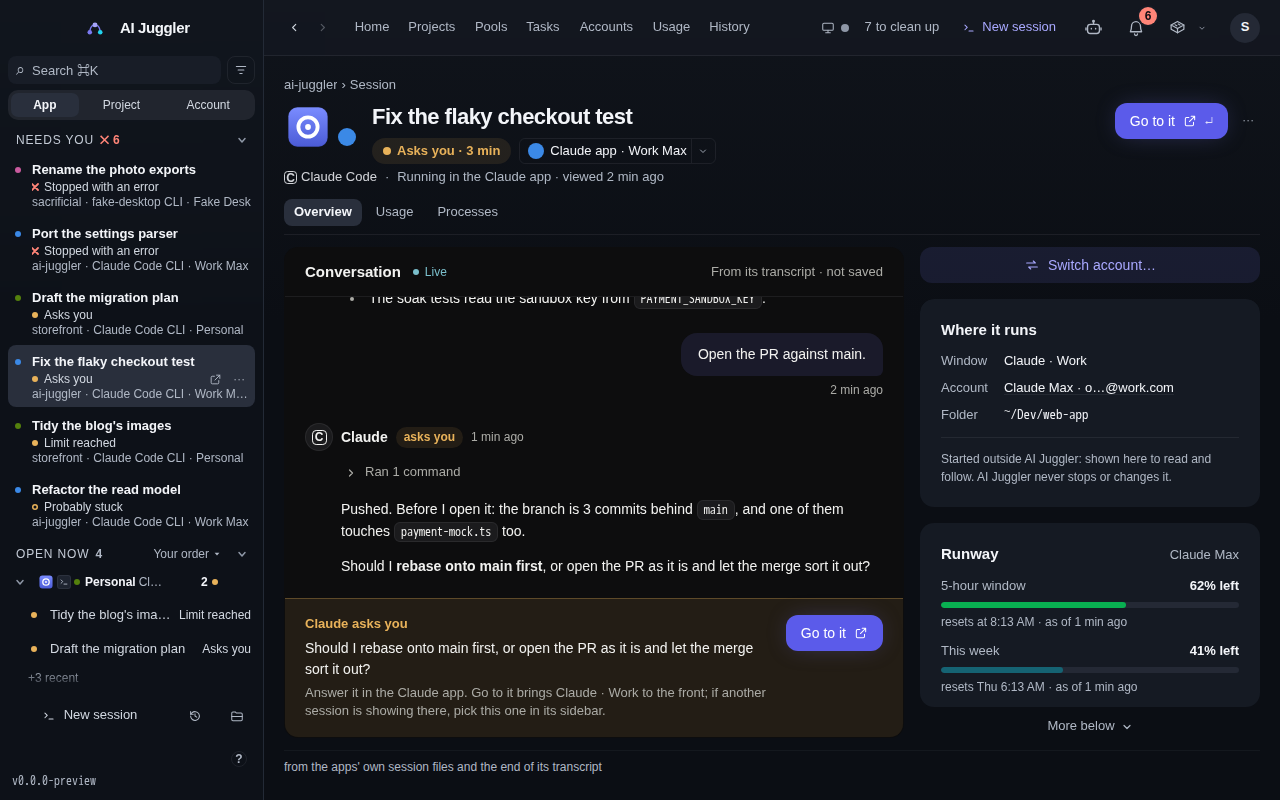 AI Juggler
Search ⌘K
App Project Account
NEEDS YOU 6
Rename the photo exports
Stopped with an error
sacrificial · fake-desktop CLI · Fake Desk
Port the settings parser
Stopped with an error
ai-juggler · Claude Code CLI · Work Max
Draft the migration plan
Asks you
storefront · Claude Code CLI · Personal
Fix the flaky checkout test
Asks you
ai-juggler · Claude Code CLI · Work M…
Tidy the blog's images
Limit reached
storefront · Claude Code CLI · Personal
Refactor the read model
Probably stuck
ai-juggler · Claude Code CLI · Work Max
OPEN NOW 4 Your order
Personal Cl… 2
Tidy the blog's ima… Limit reached
Draft the migration plan Asks you
+3 recent
New session
?
v0.0.0-preview
Home Projects Pools Tasks Accounts Usage History
7 to clean up
New session
6
S
ai-juggler › Session
Fix the flaky checkout test
Asks you · 3 min
Claude app · Work Max
Go to it
Claude Code · Running in the Claude app · viewed 2 min ago
Overview Usage Processes
Conversation Live From its transcript · not saved
The soak tests read the sandbox key from PAYMENT_SANDBOX_KEY.
Open the PR against main.
2 min ago
Claude asks you 1 min ago
Ran 1 command
Pushed. Before I open it: the branch is 3 commits behind main, and one of them
touches payment-mock.ts too.
Should I rebase onto main first, or open the PR as it is and let the merge sort it out?
Claude asks you
Should I rebase onto main first, or open the PR as it is and let the merge
sort it out?
Answer it in the Claude app. Go to it brings Claude · Work to the front; if another
session is showing there, pick this one in its sidebar.
Go to it
from the apps' own session files and the end of its transcript
Switch account…
Where it runs
Window Claude · Work
Account Claude Max · o…@work.com
Folder ~/Dev/web-app
Started outside AI Juggler: shown here to read and
follow. AI Juggler never stops or changes it.
Runway Claude Max
5-hour window 62% left
resets at 8:13 AM · as of 1 min ago
This week 41% left
resets Thu 6:13 AM · as of 1 min ago
More below